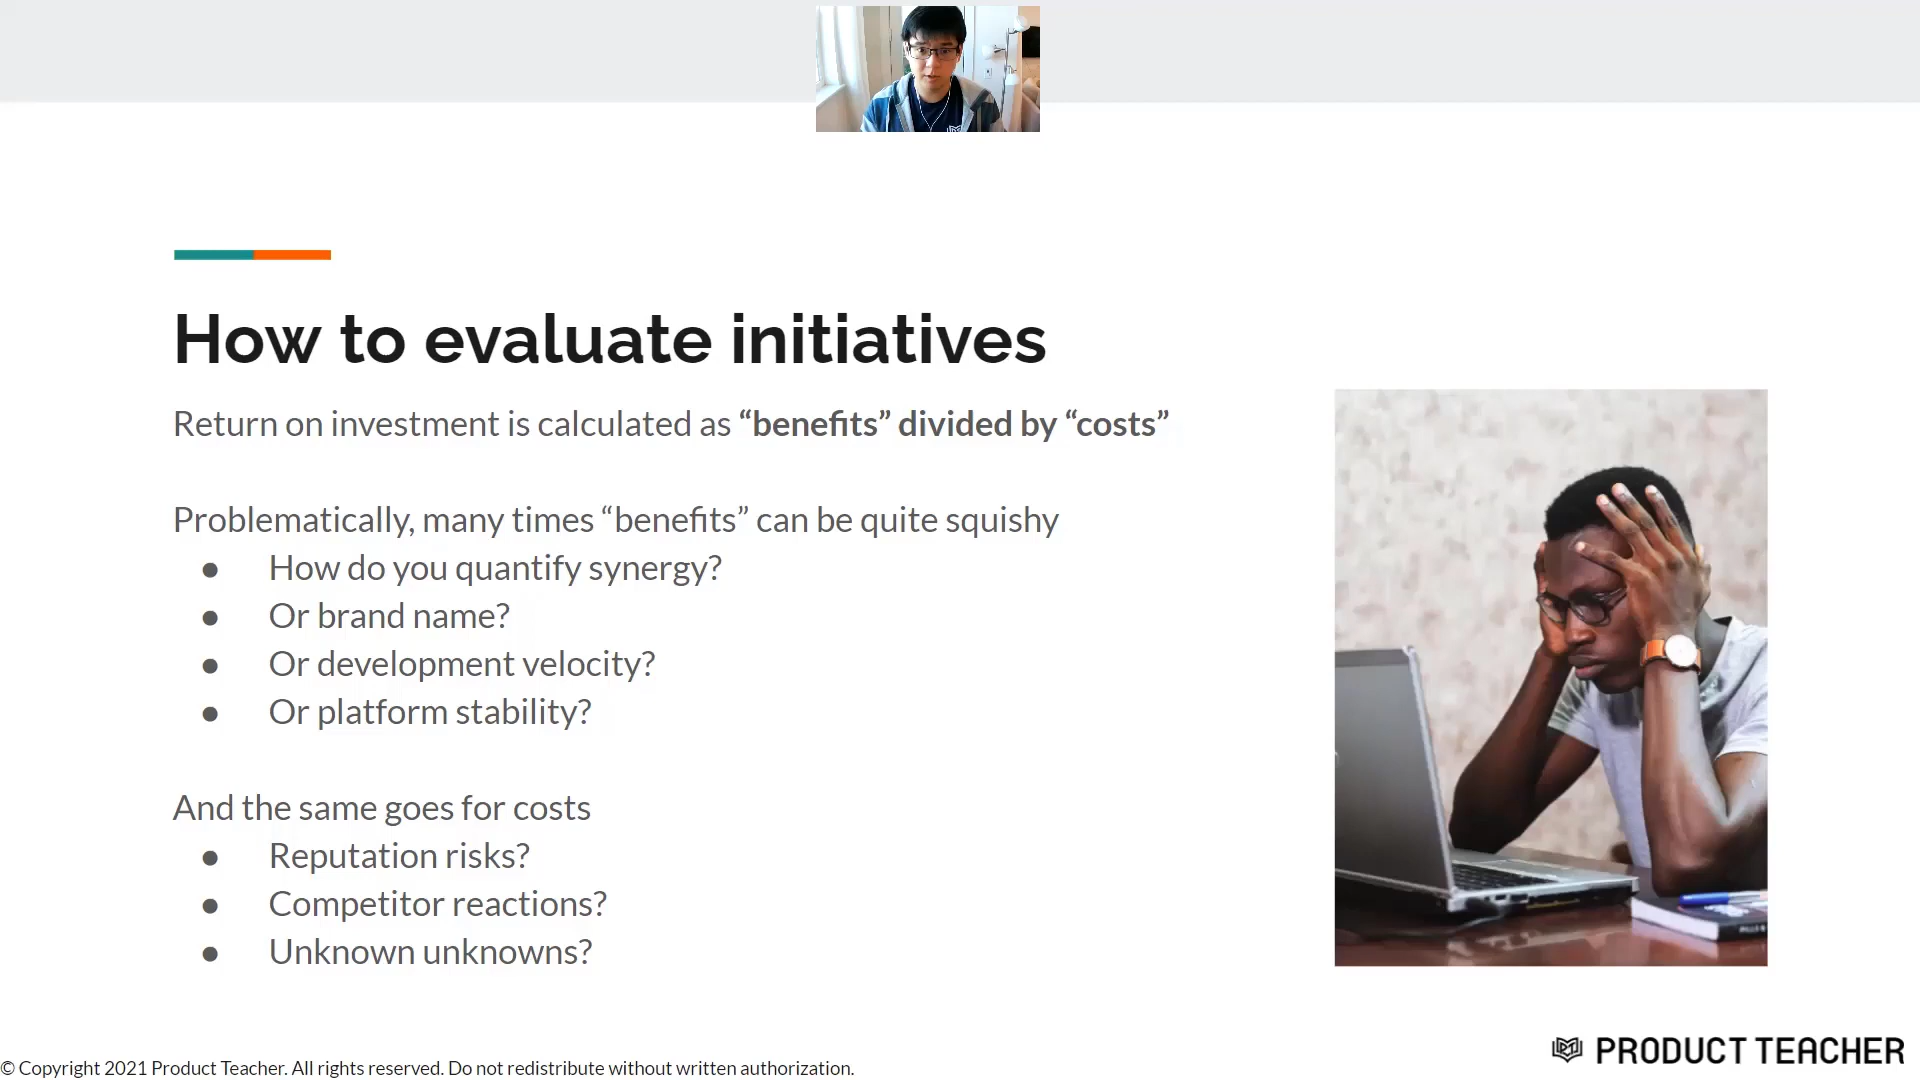 How to evaluate initiatives
Return on investment is calculated as “benefits” divided by “costs”
Problematically, many times “benefits” can be quite squishy
● How do you quantify synergy?
● Or brand name?
● Or development velocity?
● Or platform stability?
And the same goes for costs
● Reputation risks?
● Competitor reactions?
● Unknown unknowns?
PRODUCT TEACHER
© Copyright 2021 Product Teacher. All rights reserved. Do not redistribute without written authorization.